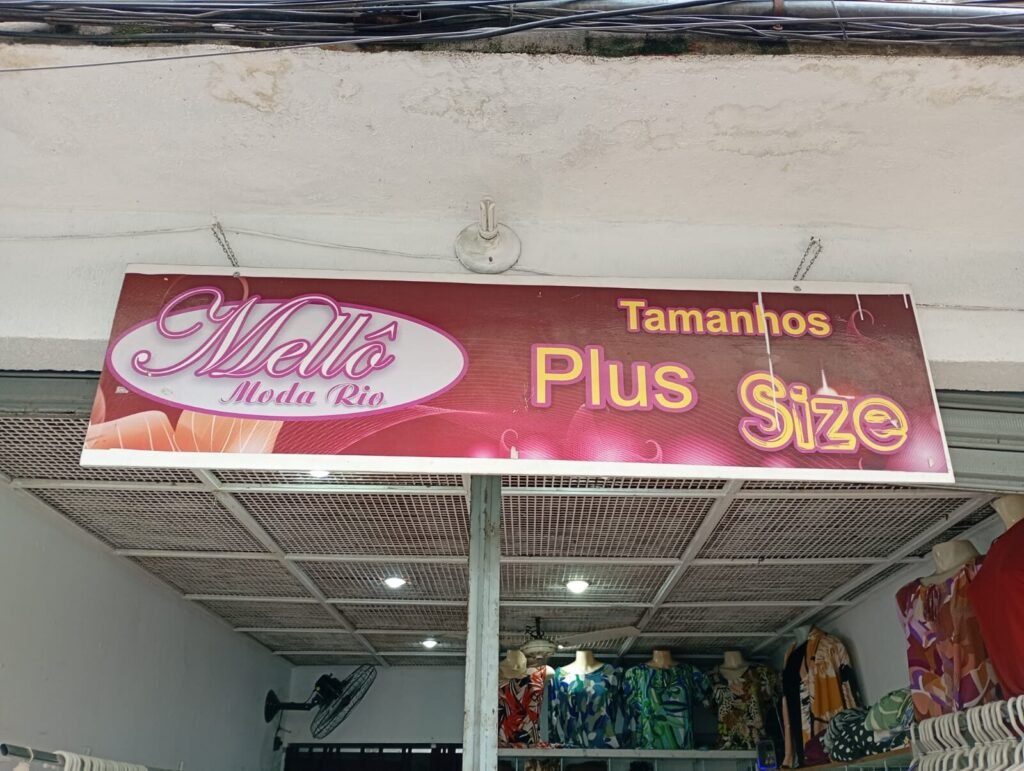 Mellô
Moda Rio
Tamanhos
Plus Size